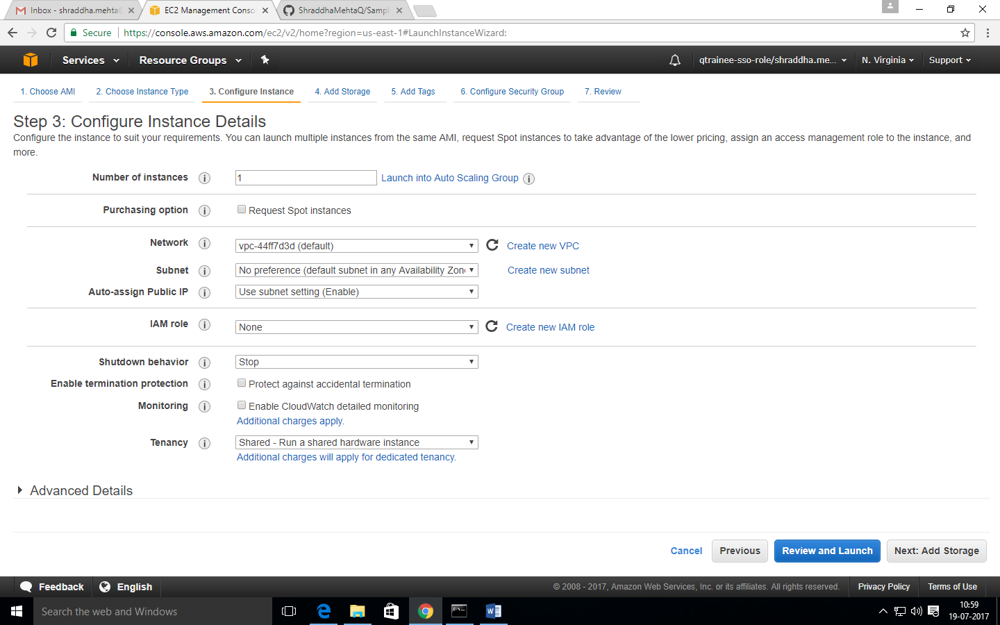 Inbox - shraddha.mehta
EC2 Management Conso
ShraddhaMehtaQ/Sampl
Secure
https://console.aws.amazon.com/ec2/v2/home?region=us-east-1#LaunchInstanceWizard:
Services
Resource Groups
qtrainee-sso-role/shraddha.me...
N. Virginia
Support
1. Choose AMI
2. Choose Instance Type
3. Configure Instance
4. Add Storage
5. Add Tags
6. Configure Security Group
7. Review
Step 3: Configure Instance Details
Configure the instance to suit your requirements. You can launch multiple instances from the same AMI, request Spot instances to take advantage of the lower pricing, assign an access management role to the instance, and
more.
Number of instances
1
Launch into Auto Scaling Group
Purchasing option
Request Spot instances
Network
vpc-44ff7d3d (default)
Create new VPC
Subnet
No preference (default subnet in any Availability Zon
Create new subnet
Auto-assign Public IP
Use subnet setting (Enable)
IAM role
None
Create new IAM role
Shutdown behavior
Stop
Enable termination protection
Protect against accidental termination
Monitoring
Enable CloudWatch detailed monitoring
Additional charges apply.
Tenancy
Shared - Run a shared hardware instance
Additional charges will apply for dedicated tenancy.
Advanced Details
Cancel
Previous
Review and Launch
Next: Add Storage
Feedback
English
© 2008 - 2017, Amazon Web Services, Inc. or its affiliates. All rights reserved.
Privacy Policy
Terms of Use
Search the web and Windows
10:59
19-07-2017